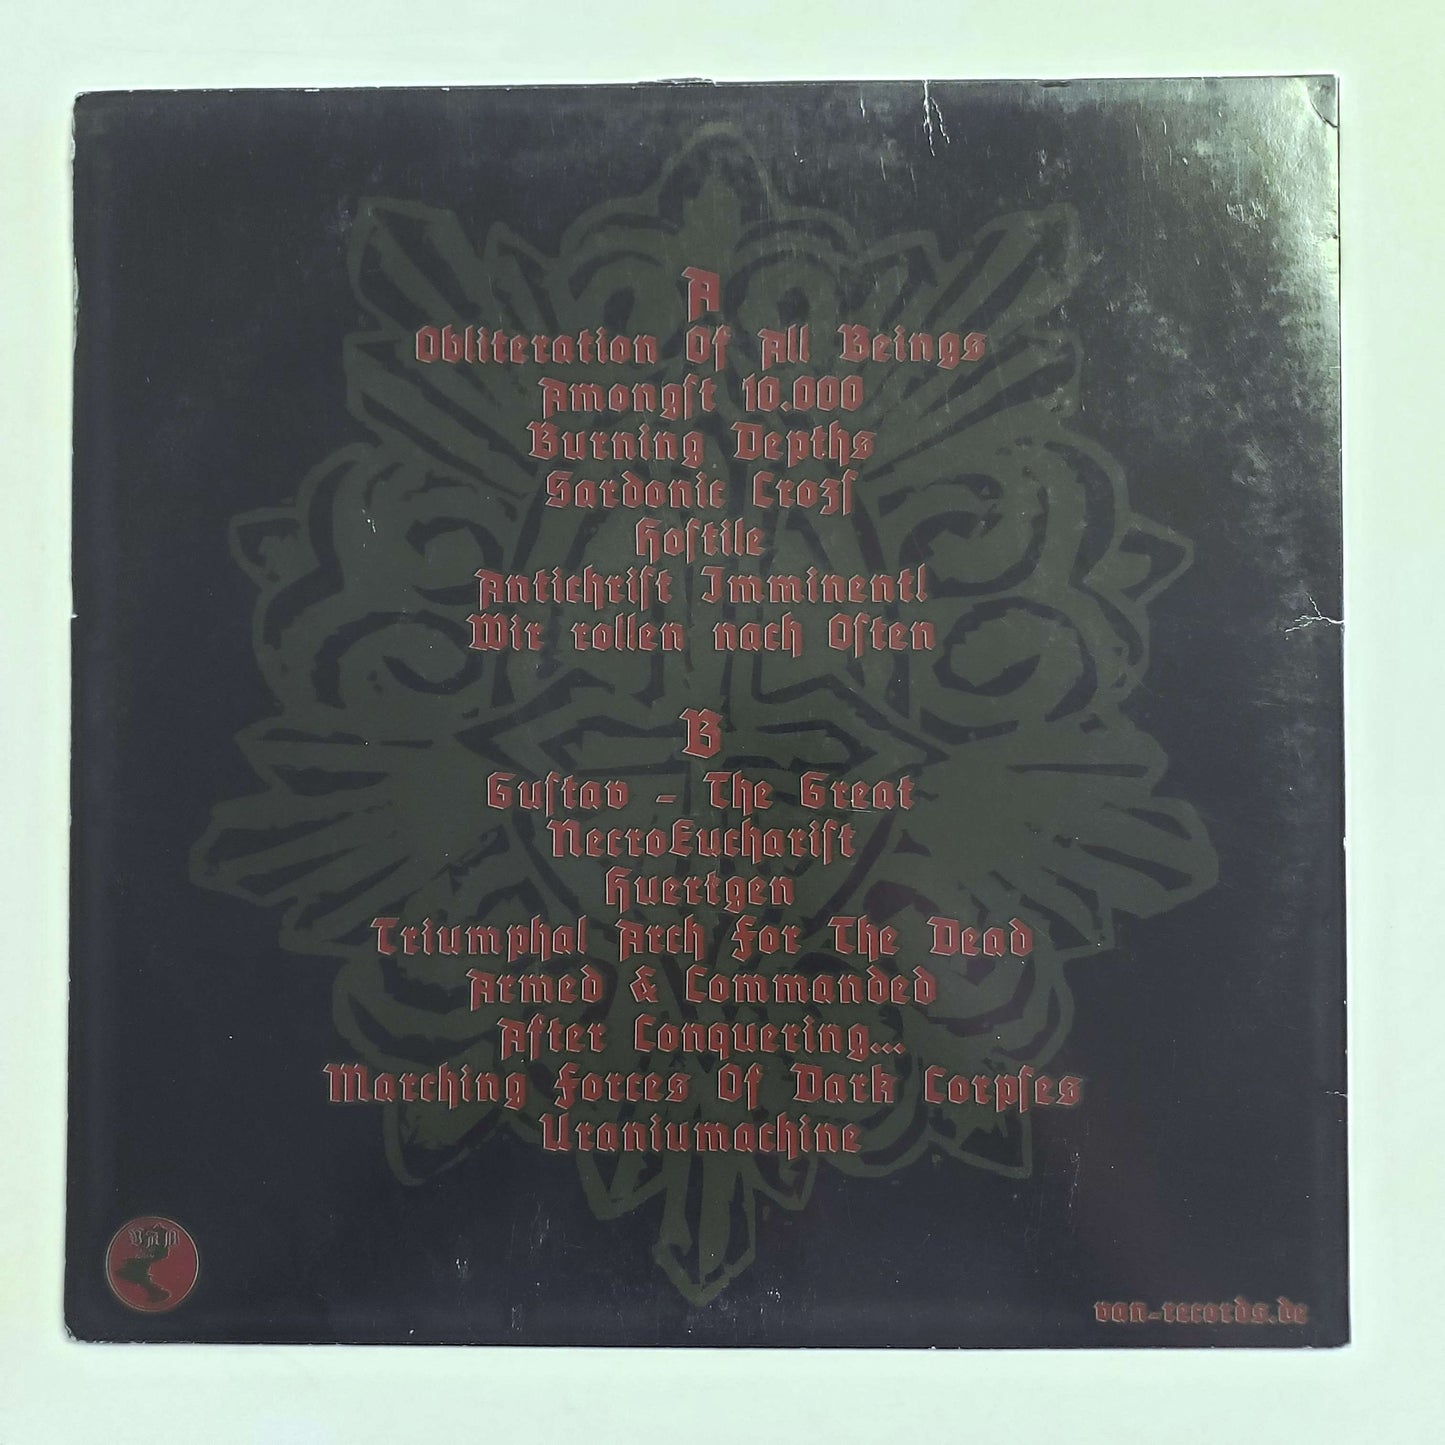 A
Obliteration Of All Beings
Amongſt 10.000
Burning Depths
Sardonic Crozſ
Hoſtile
Antichriſt Imminent!
Wir rollen nach Oſten
B
Guſtav - The Great
NecroEuchariſt
Huertgen
Triumphal Arch For The Dead
Armed & Commanded
After Conquering...
Marching Forces Of Dark Corpſes
Uraniumachine
VAN
van-records.de